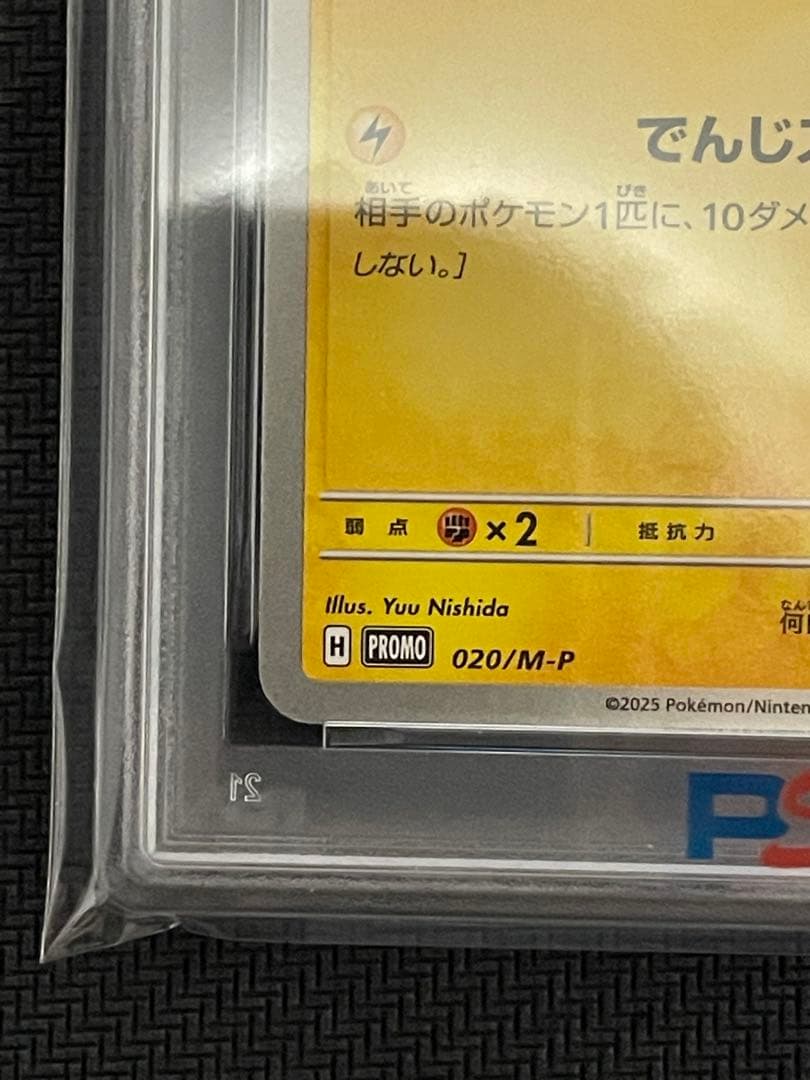 でんじ
あいて びき
相手のポケモン1匹に、10ダメ
しない。]
弱点 ×2 抵抗力
Illus. Yuu Nishida
H PROMO 020/M-P
何
©2025 Pokémon/Ninten
21
PS